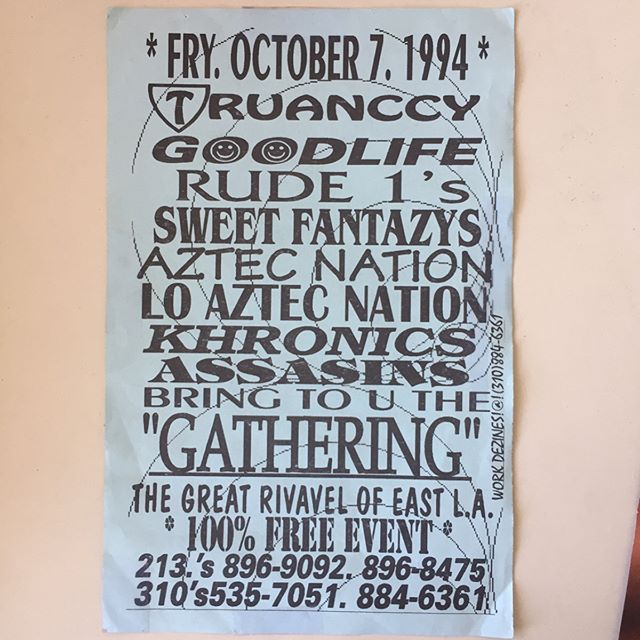 * FRY. OCTOBER 7. 1994 *
TRUANCCY
GOODLIFE
RUDE 1's
SWEET FANTAZYS
AZTEC NATION
LO AZTEC NATION
KHRONICS
ASSASINS
BRING TO U THE
"GATHERING"
THE GREAT RIVAVEL OF EAST L.A.
* 100% FREE EVENT *
213.'s 896-9092. 896-8475
310's535-7051. 884-6361
WORK DEZINES!@!(310)884-6361